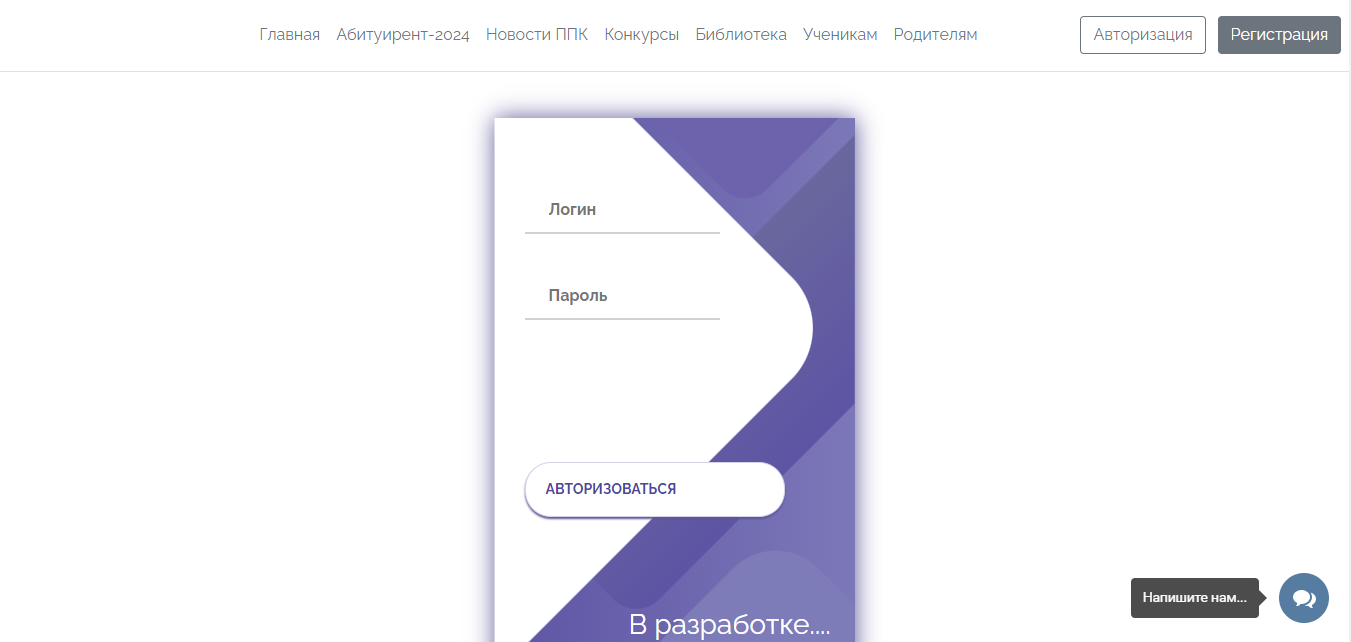 Главная Абитуирент-2024 Новости ППК Конкурсы Библиотека Ученикам Родителям Авторизация Регистрация
Логин
Пароль
АВТОРИЗОВАТЬСЯ
Напишите нам...
В разработке....